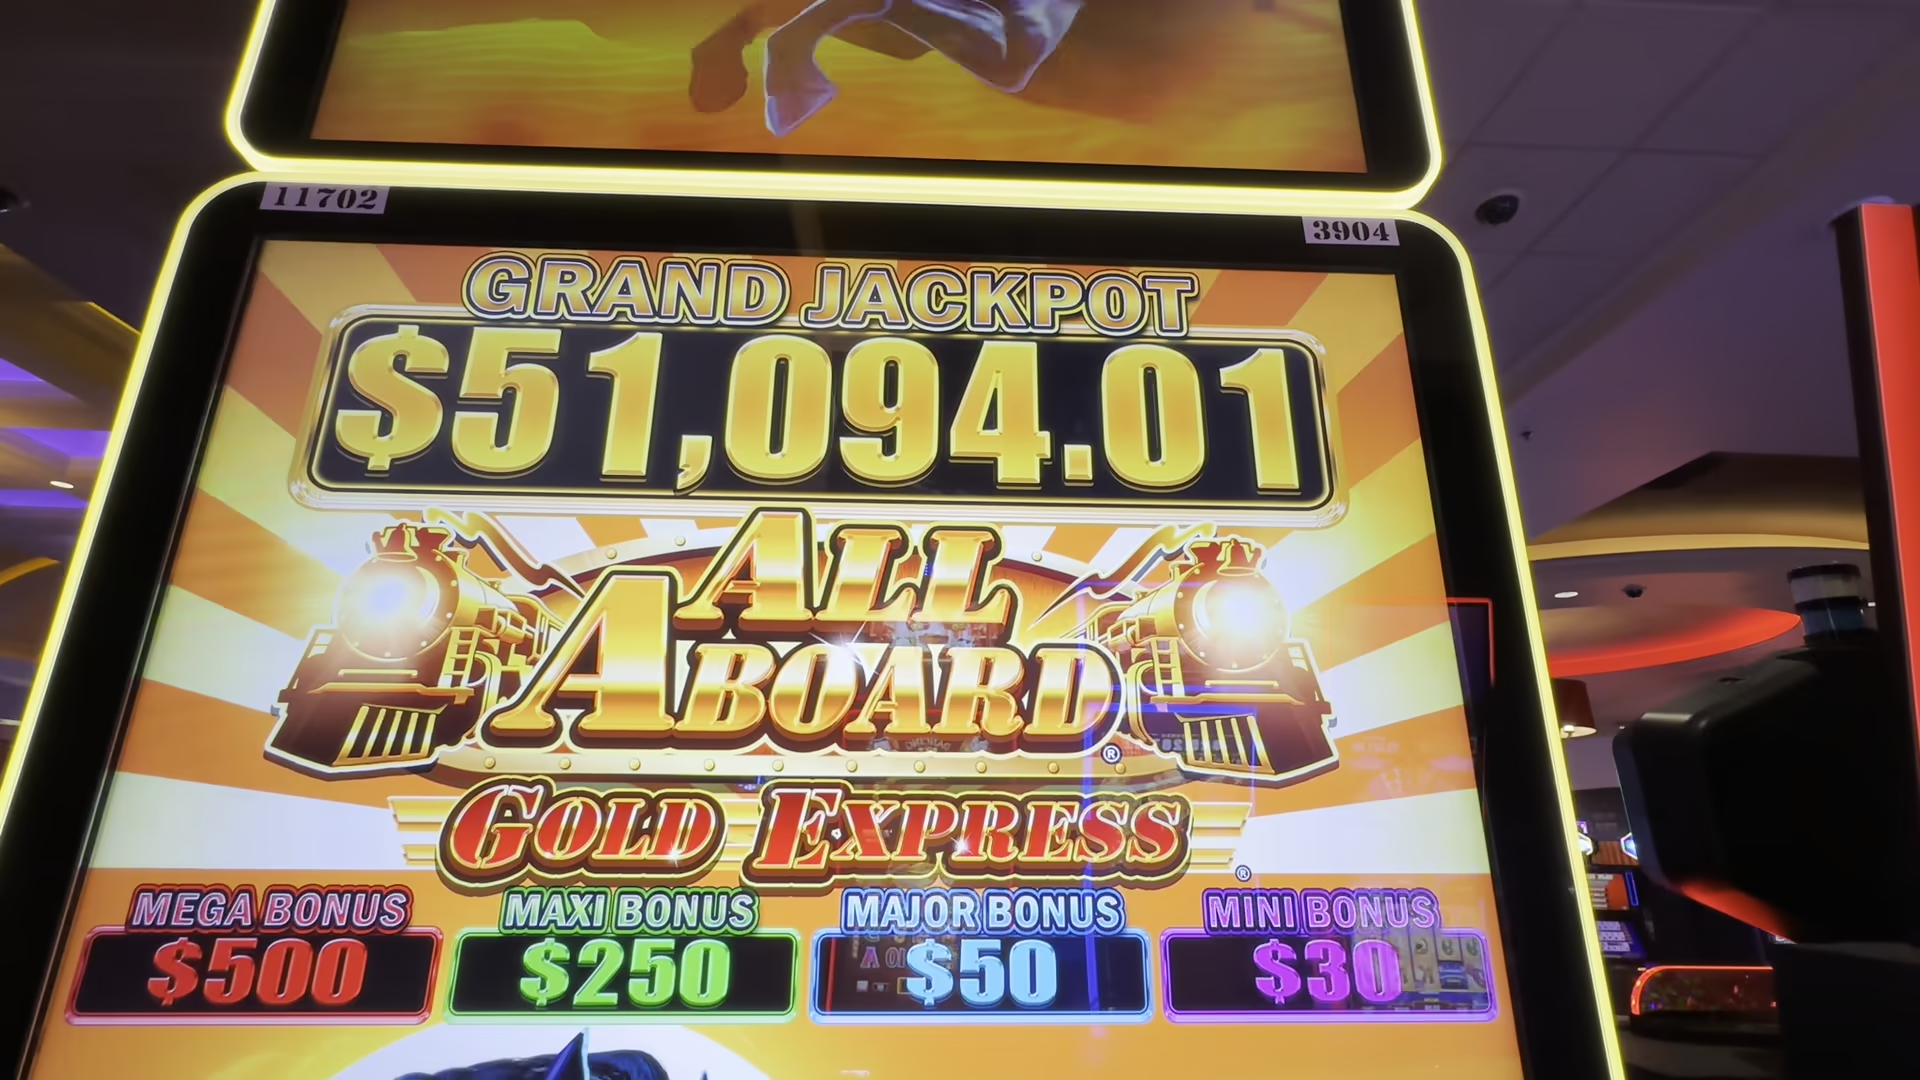 11702
3904
GRAND JACKPOT
$51,094.01
ALL
ABOARD®
GOLD EXPRESS®
MEGA BONUS
$500
MAXI BONUS
$250
MAJOR BONUS
$50
MINI BONUS
$30